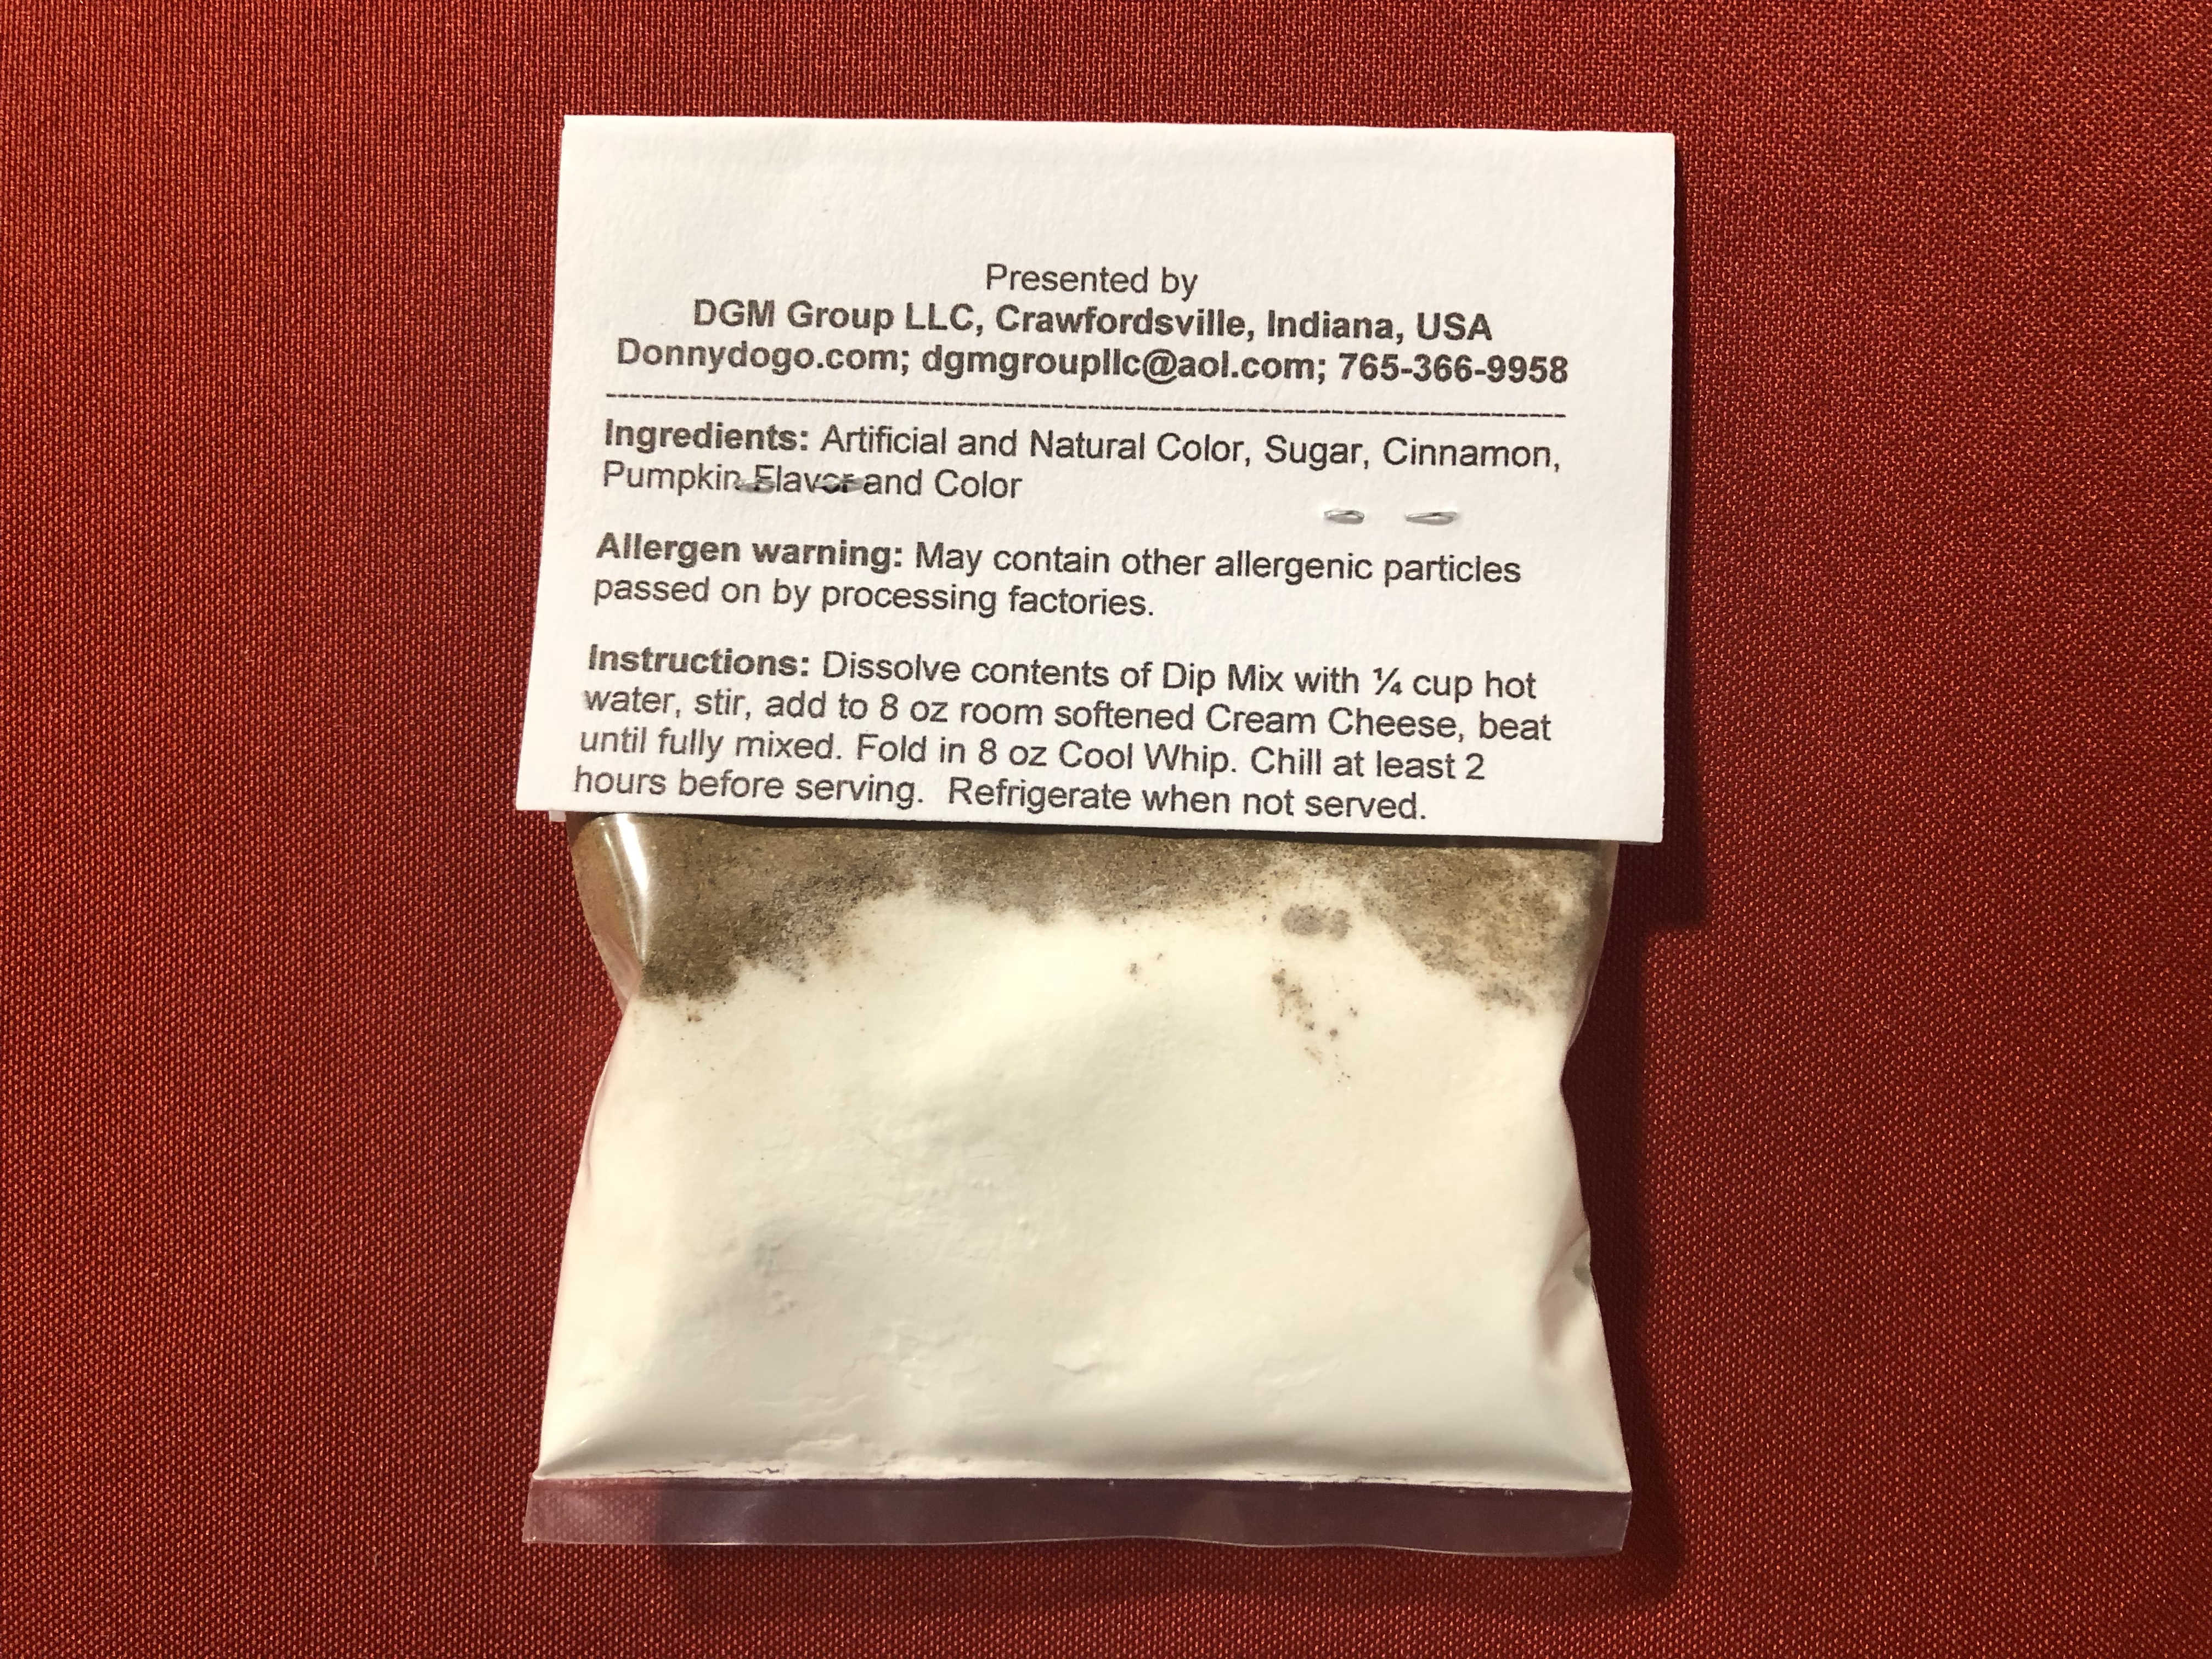 Presented by
DGM Group LLC, Crawfordsville, Indiana, USA
Donnydogo.com; dgmgroupllc@aol.com; 765-366-9958
Ingredients: Artificial and Natural Color, Sugar, Cinnamon,
Pumpkin Flavor and Color
Allergen warning: May contain other allergenic particles
passed on by processing factories.
Instructions: Dissolve contents of Dip Mix with ¼ cup hot
water, stir, add to 8 oz room softened Cream Cheese, beat
until fully mixed. Fold in 8 oz Cool Whip. Chill at least 2
hours before serving. Refrigerate when not served.